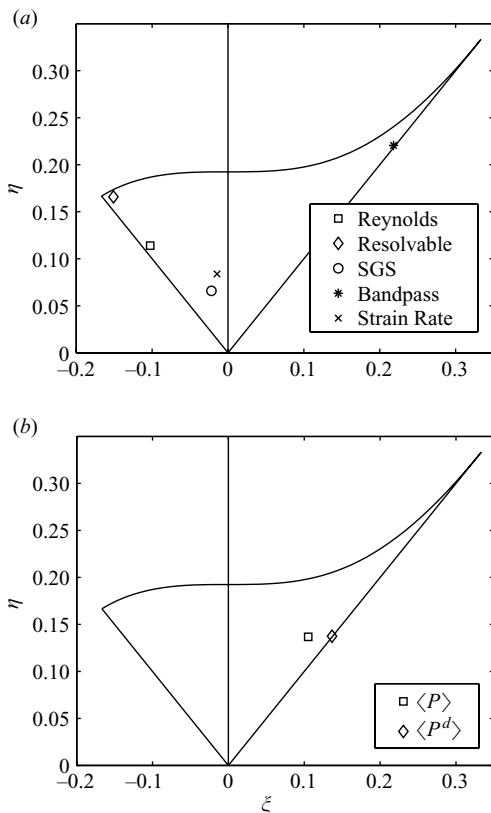 (a)
0.30
0.25
0.20
η
0.15
0.10
0.05
0
−0.2 −0.1 0 0.1 0.2 0.3
Reynolds
Resolvable
SGS
Bandpass
Strain Rate
(b)
0.30
0.25
0.20
η
0.15
0.10
0.05
0
−0.2 −0.1 0 0.1 0.2 0.3
ξ
⟨P⟩
⟨P^d⟩